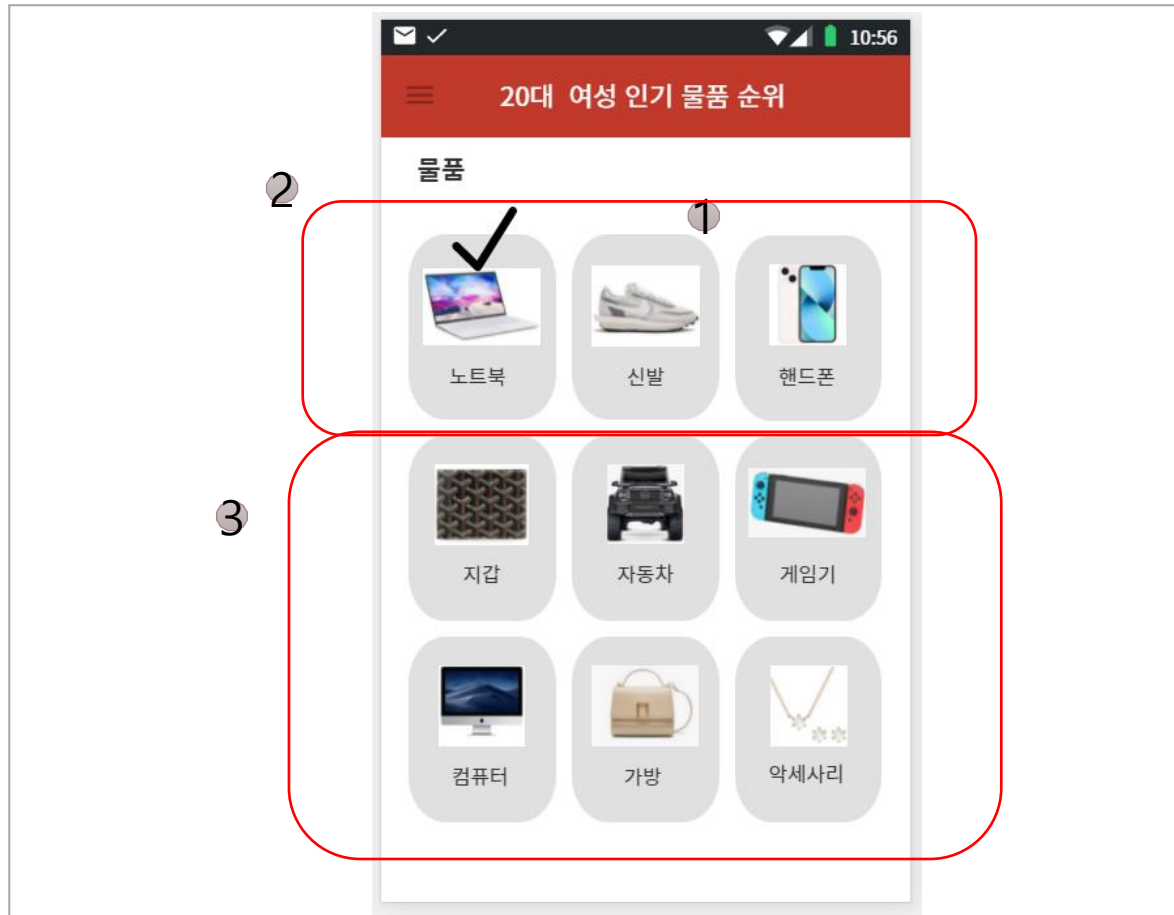 10:56
20대 여성 인기 물품 순위
물품
2
1
노트북 신발 핸드폰
3
지갑 자동차 게임기
컴퓨터 가방 악세사리